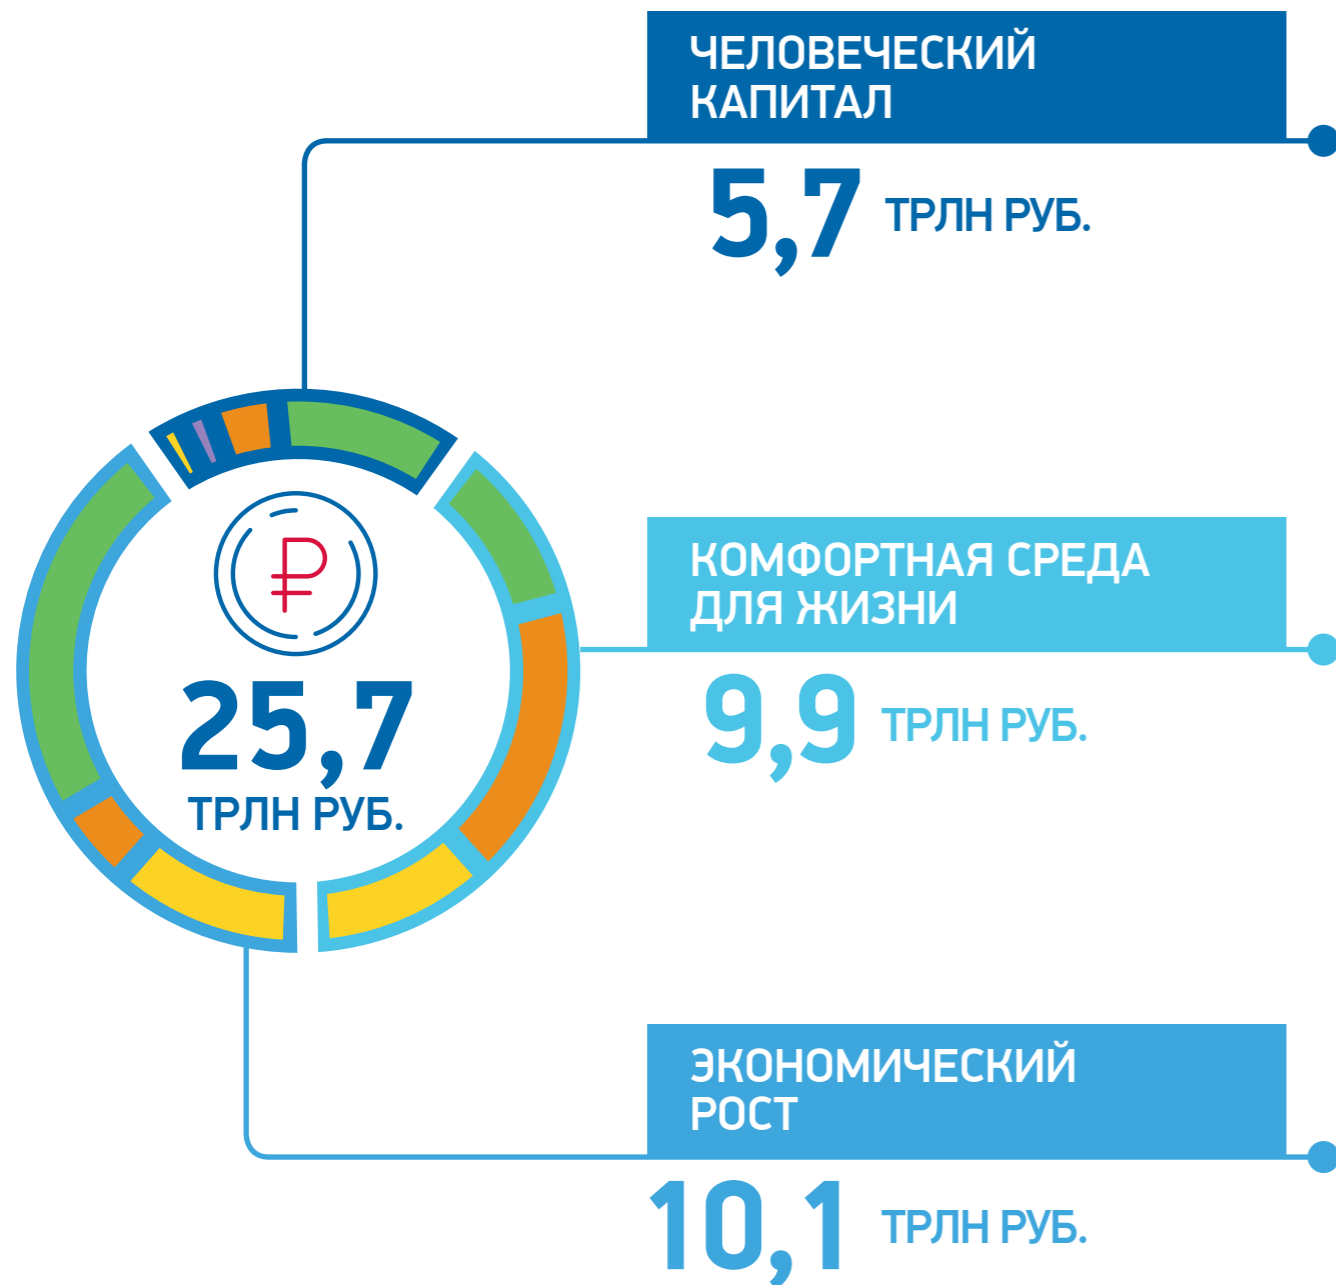 ЧЕЛОВЕЧЕСКИЙ
КАПИТАЛ
5,7 ТРЛН РУБ.
25,7
ТРЛН РУБ.
КОМФОРТНАЯ СРЕДА
ДЛЯ ЖИЗНИ
9,9 ТРЛН РУБ.
ЭКОНОМИЧЕСКИЙ
РОСТ
10,1 ТРЛН РУБ.